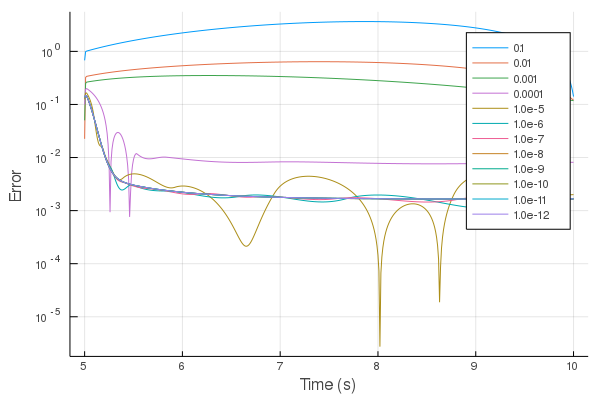 10 0
10 -1
10 -2
10 -3
10 -4
10 -5
Error
5 6 7 8 9 10
Time (s)
0.1
0.01
0.001
0.0001
1.0e-5
1.0e-6
1.0e-7
1.0e-8
1.0e-9
1.0e-10
1.0e-11
1.0e-12